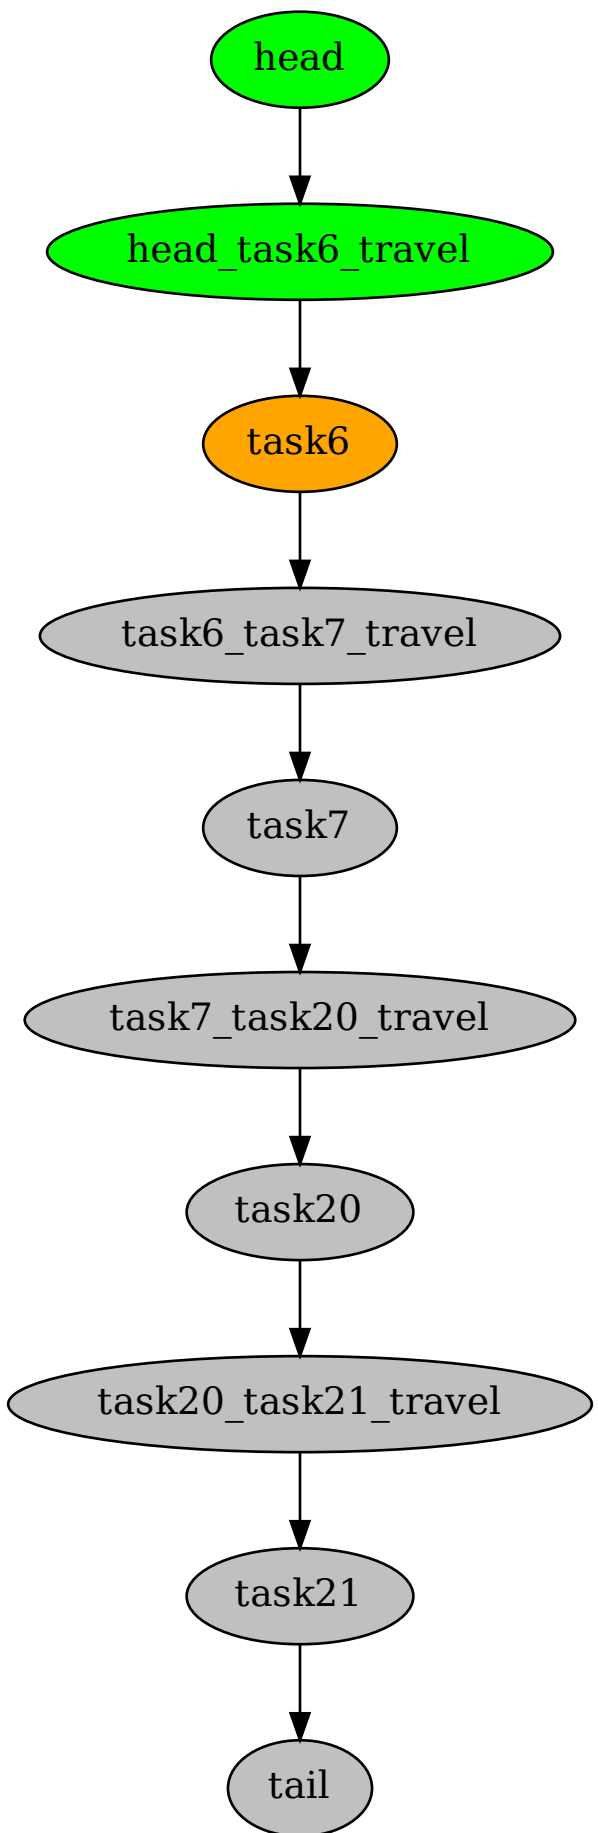 head
head_task6_travel
task6
task6_task7_travel
task7
task7_task20_travel
task20
task20_task21_travel
task21
tail